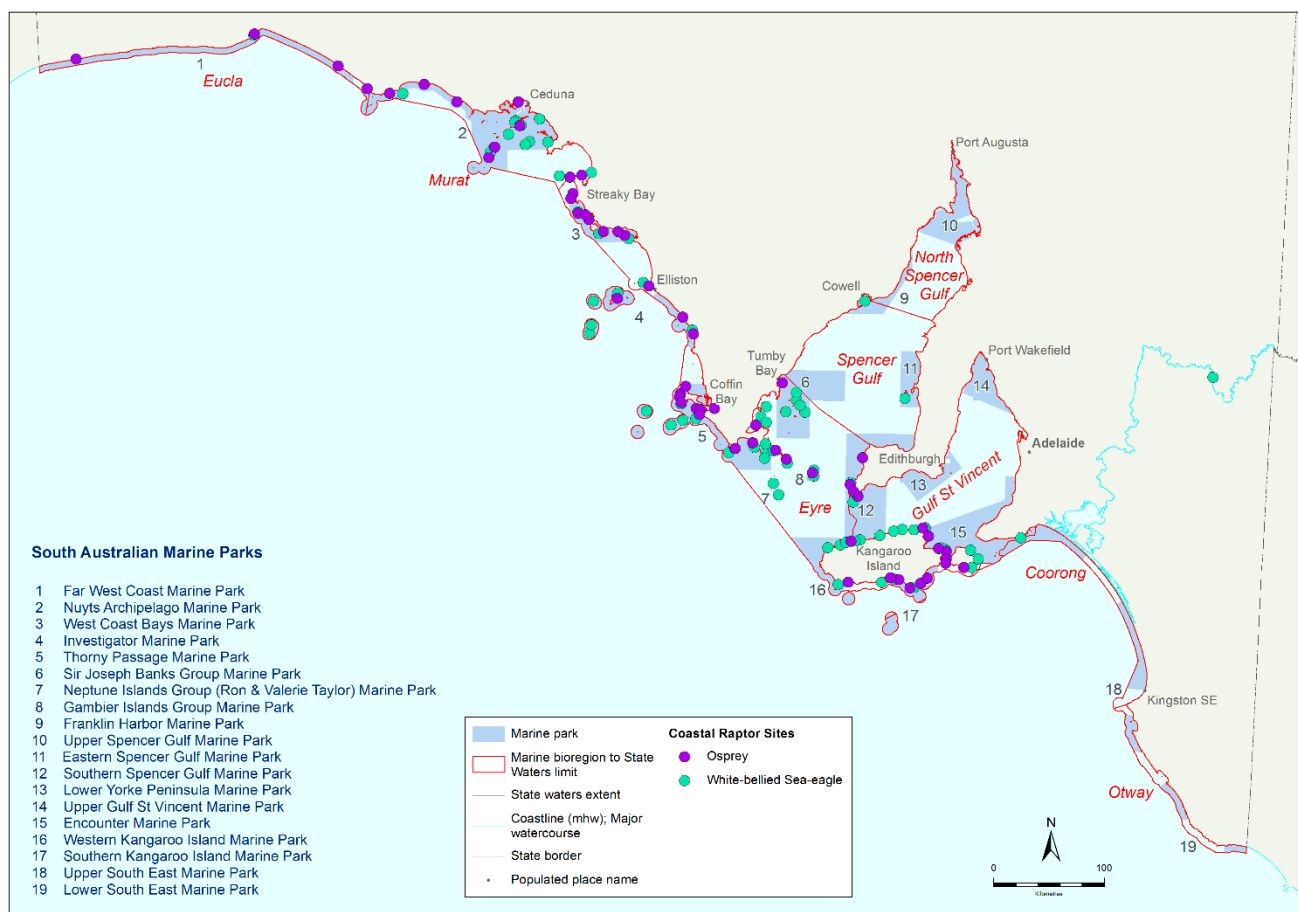 1
Eucla
Ceduna
2
Murat
Port Augusta
Streaky Bay
3
10
North
Spencer
Gulf
Elliston
4
Cowell
9
Spencer
Gulf
Port Wakefield
Tumby
Bay
6
11
14
Coffin
Bay
5
Adelaide
Edithburgh
13
Gulf St Vincent
8
7
Eyre
12
15
Kangaroo
Island
Coorong
16
17
18
Kingston SE
Otway
19
South Australian Marine Parks
1 Far West Coast Marine Park
2 Nuyts Archipelago Marine Park
3 West Coast Bays Marine Park
4 Investigator Marine Park
5 Thorny Passage Marine Park
6 Sir Joseph Banks Group Marine Park
7 Neptune Islands Group (Ron & Valerie Taylor) Marine Park
8 Gambier Islands Group Marine Park
9 Franklin Harbor Marine Park
10 Upper Spencer Gulf Marine Park
11 Eastern Spencer Gulf Marine Park
12 Southern Spencer Gulf Marine Park
13 Lower Yorke Peninsula Marine Park
14 Upper Gulf St Vincent Marine Park
15 Encounter Marine Park
16 Western Kangaroo Island Marine Park
17 Southern Kangaroo Island Marine Park
18 Upper South East Marine Park
19 Lower South East Marine Park
Marine park
Marine bioregion to State
Waters limit
State waters extent
Coastline (mhw); Major
watercourse
State border
Populated place name
Coastal Raptor Sites
Osprey
White-bellied Sea-eagle
N
0 100
Kilometres